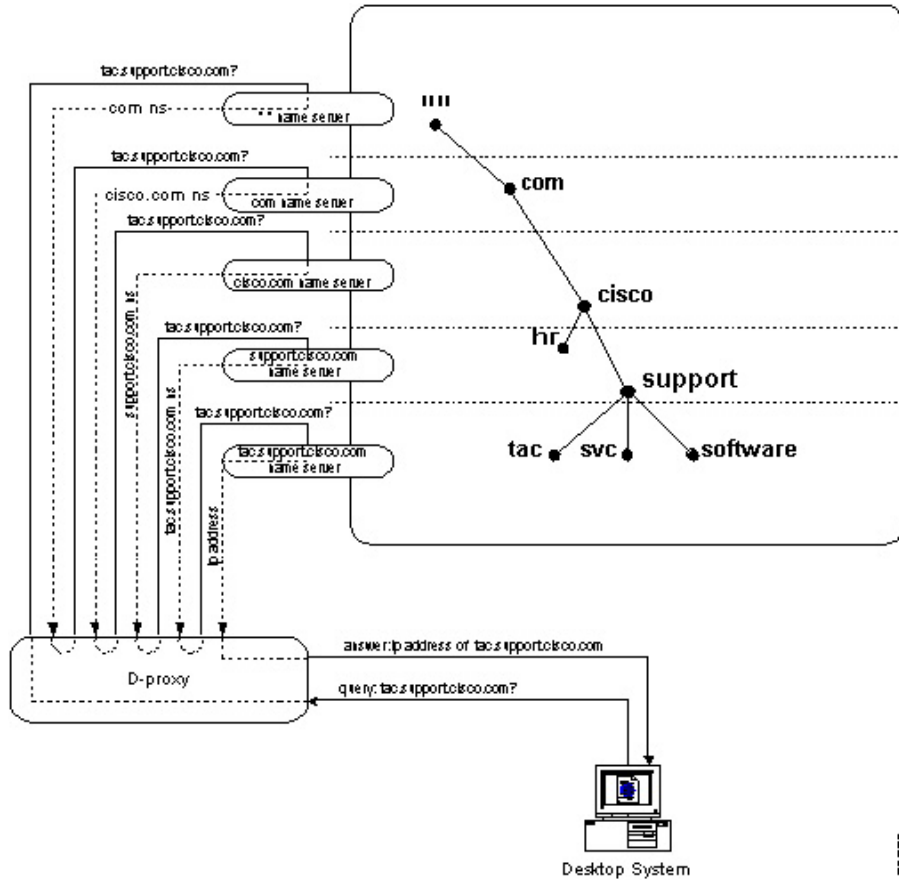 tac.support.cisco.com?
com ns
" " name server
""
tac.support.cisco.com?
cisco.com ns
com name server
com
tac.support.cisco.com?
cisco.com name server
cisco
support.cisco.com ns
tac.support.cisco.com?
support.cisco.com
name server
hr
support
tac.support.cisco.com ns
tac.support.cisco.com?
tac.support.cisco.com
name server
tac
svc
software
ip address
D-proxy
answer:ip address of tac.support.cisco.com
query:tac.support.cisco.com?
Desktop System